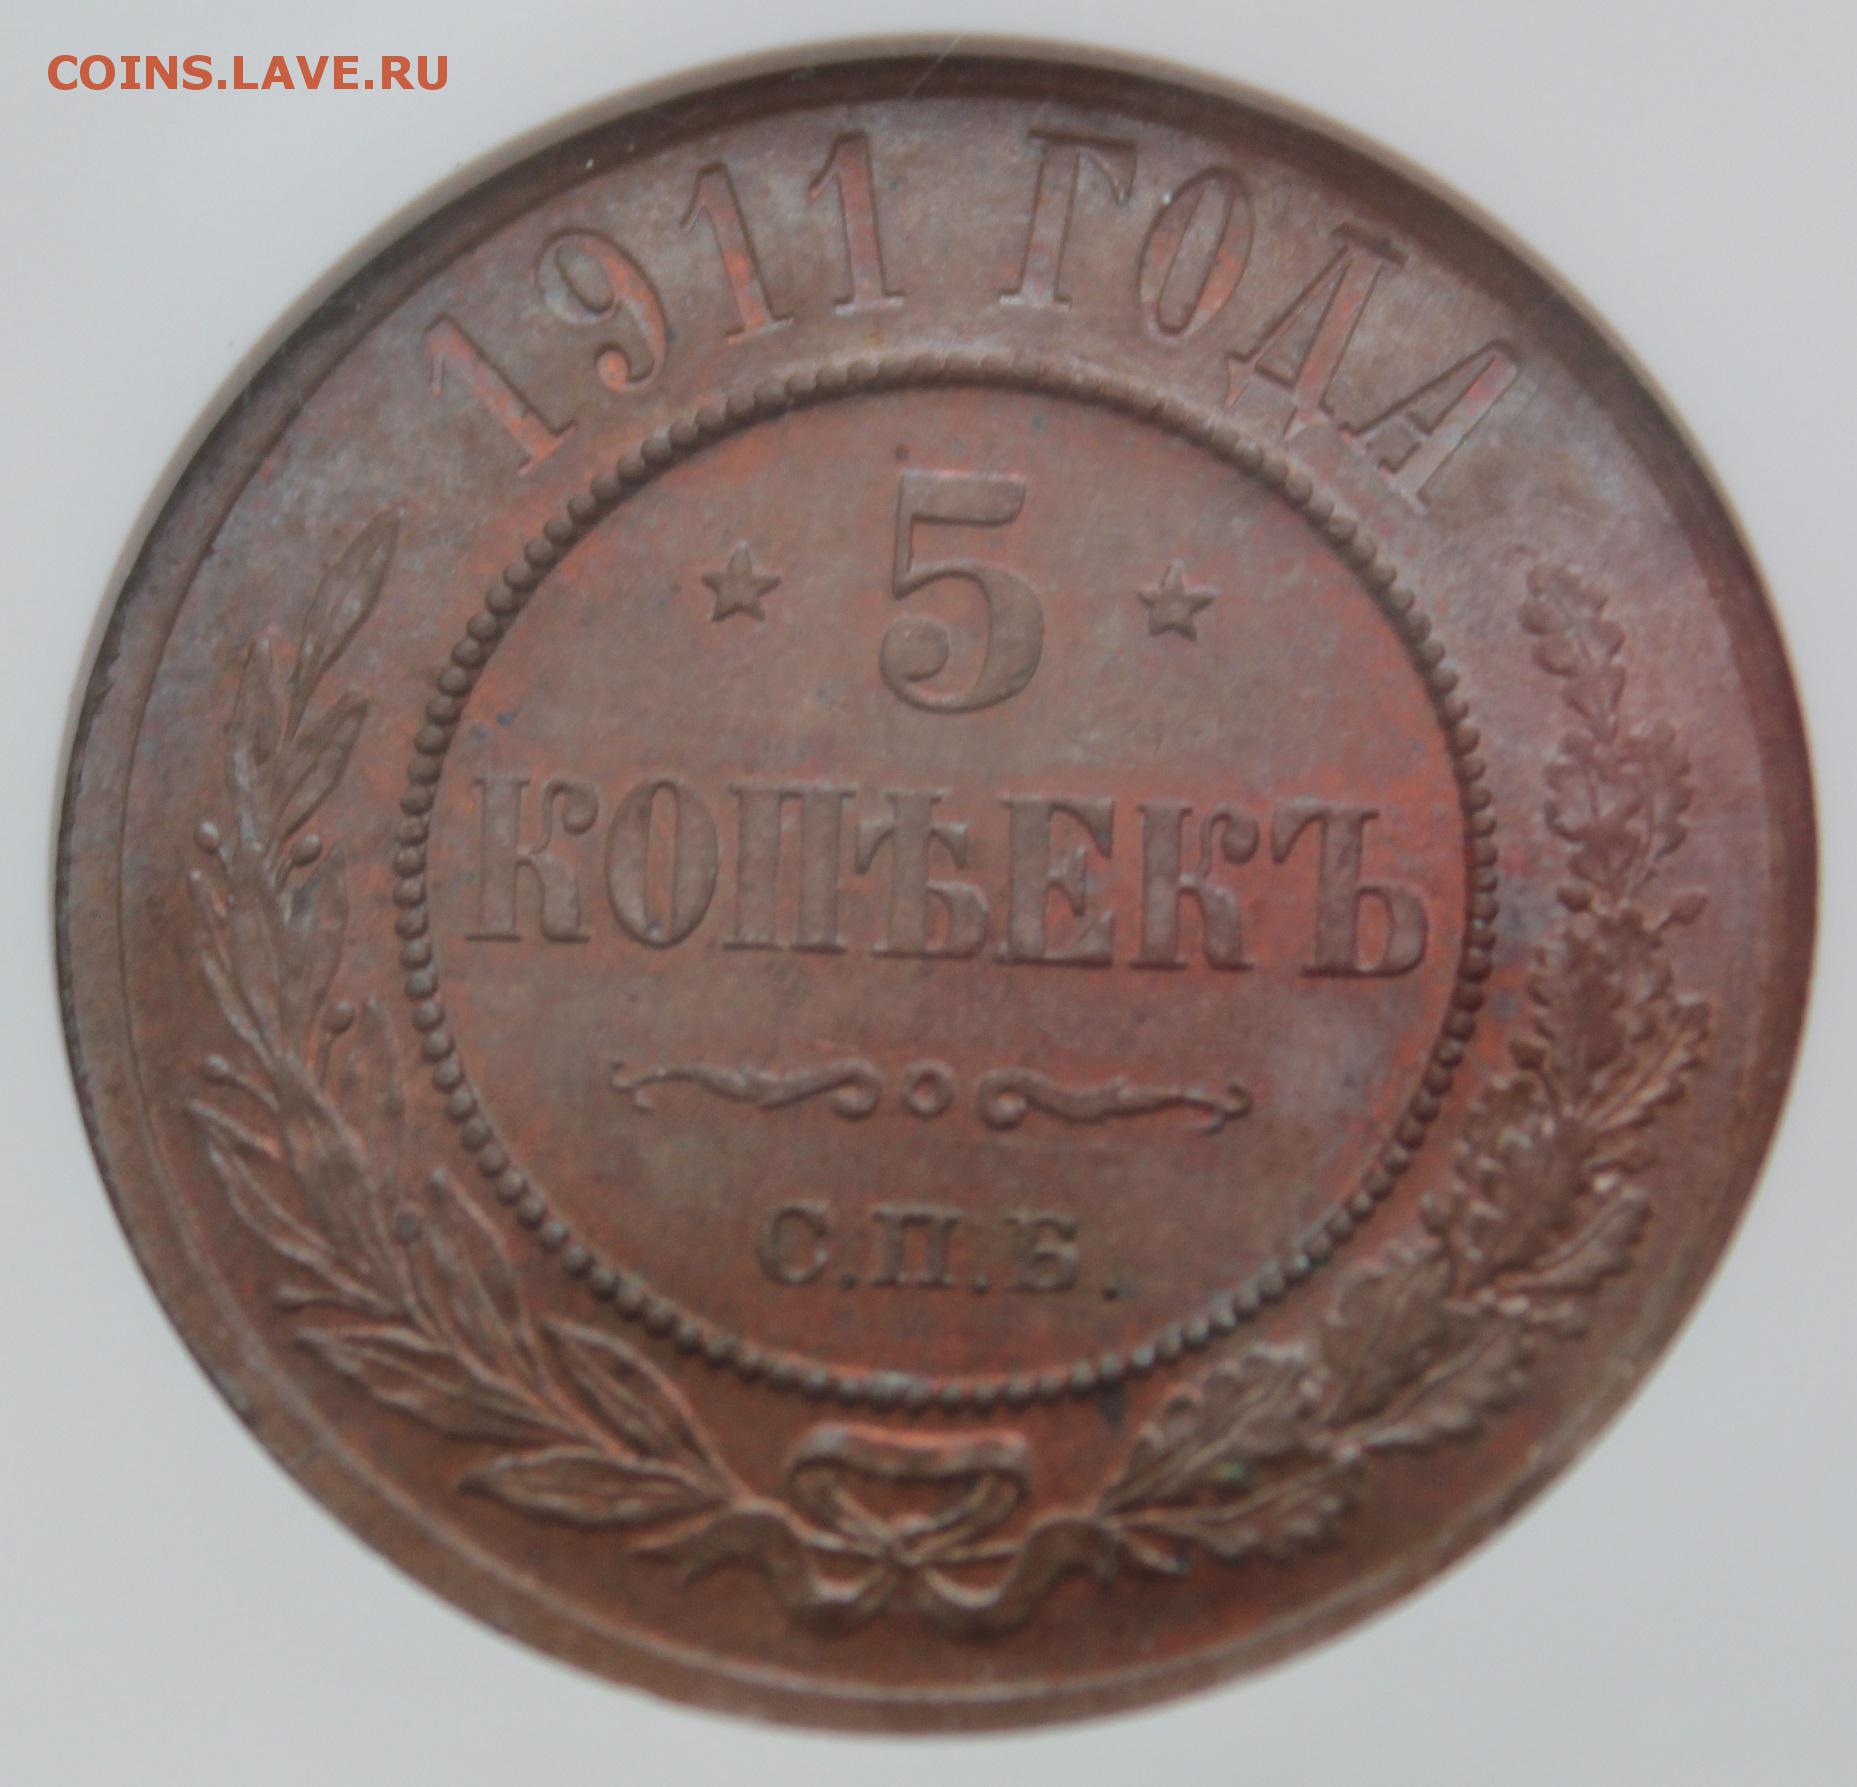 COINS.LAVE.RU
1911 ГОДА
5
КОПѢЕКЪ
С.П.Б.